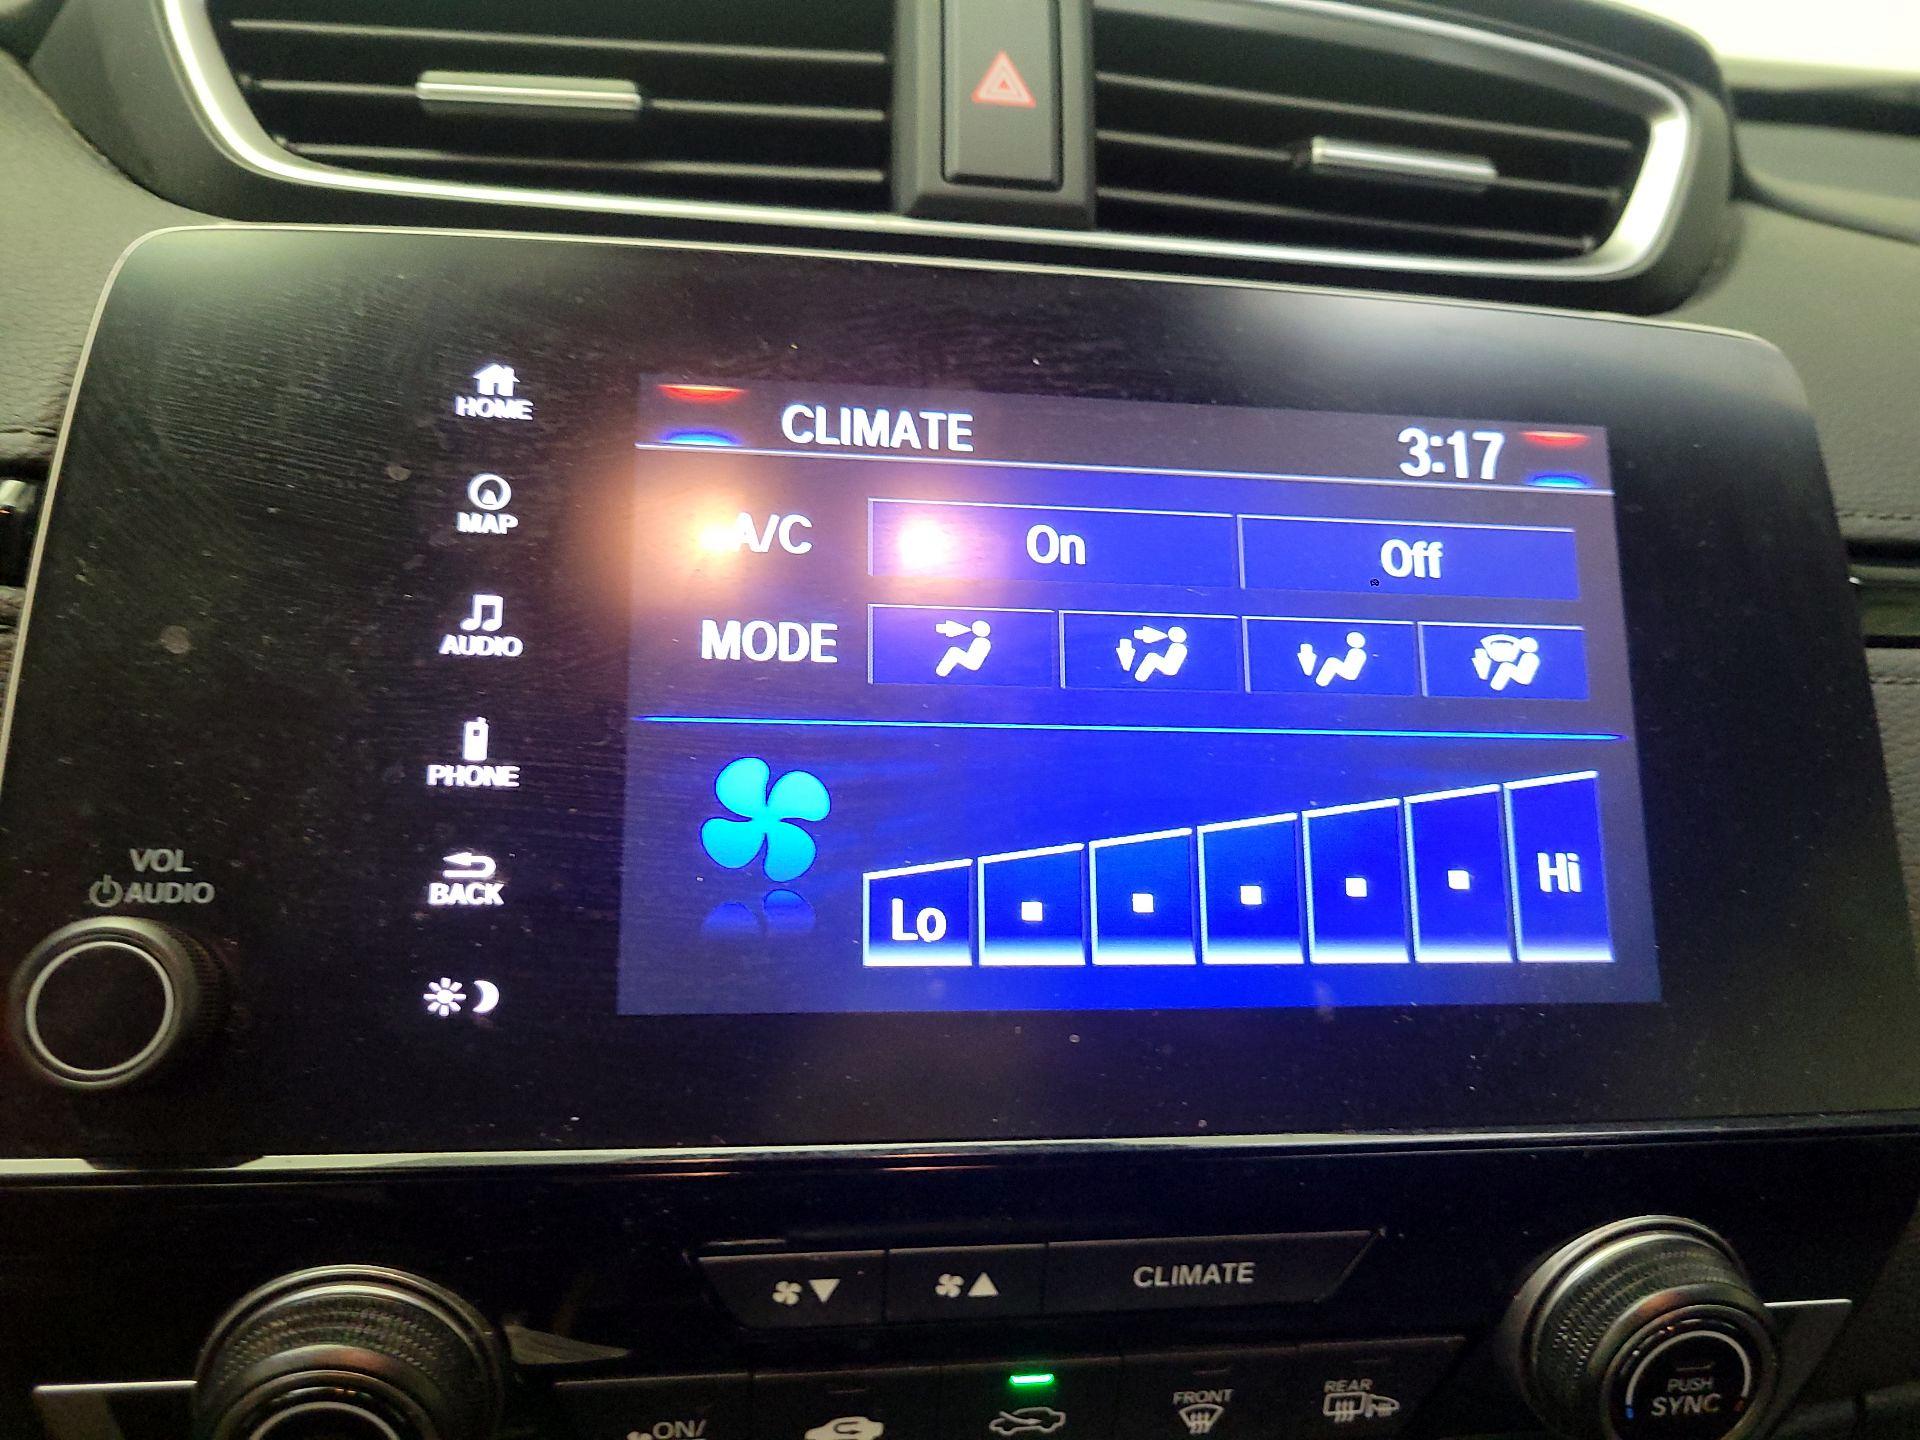 HOME
CLIMATE 3:17
MAP
A/C On Off
AUDIO
MODE
PHONE
VOL
AUDIO
BACK
Lo Hi
CLIMATE
ON/
FRONT
REAR
PUSH
SYNC